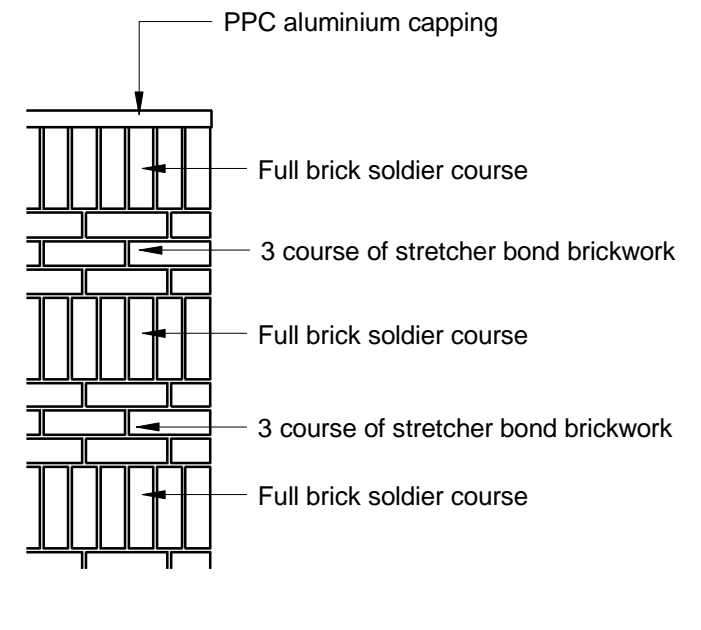 PPC aluminium capping
Full brick soldier course
3 course of stretcher bond brickwork
Full brick soldier course
3 course of stretcher bond brickwork
Full brick soldier course